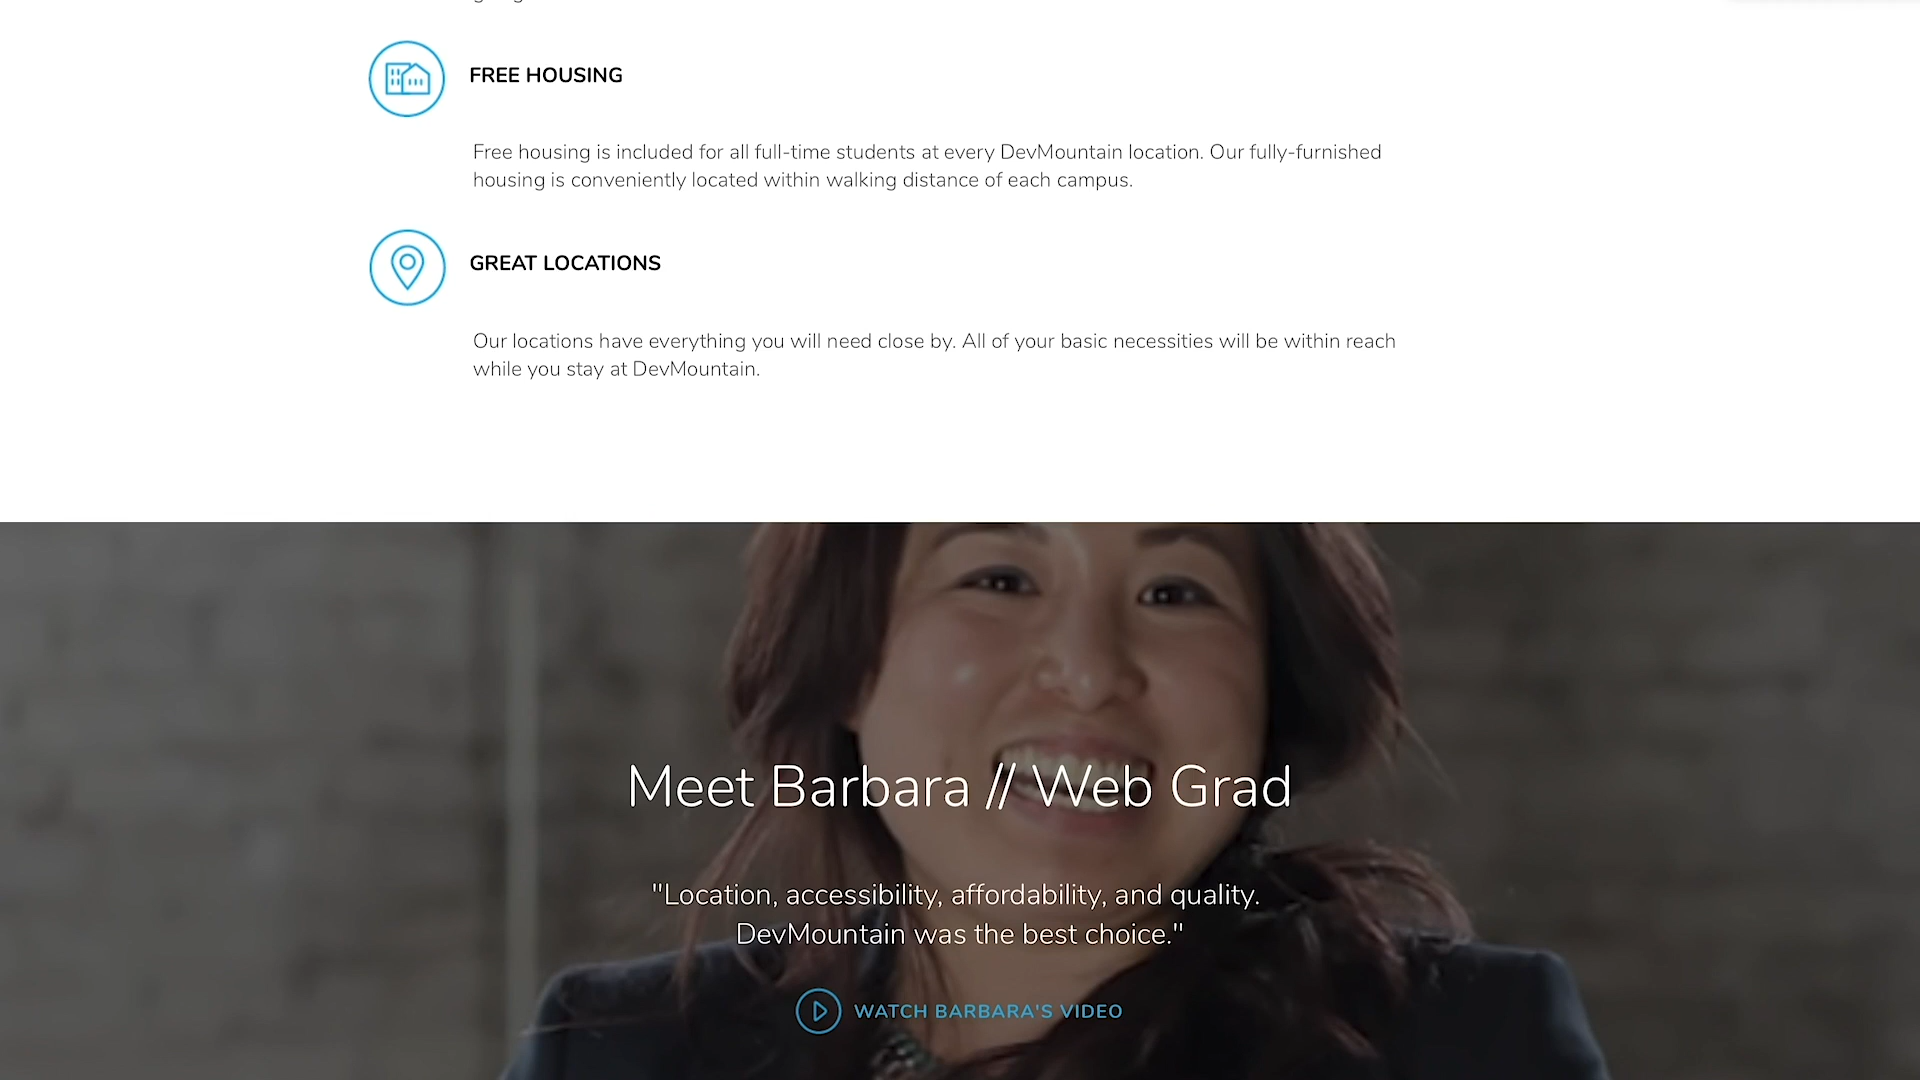 FREE HOUSING
Free housing is included for all full-time students at every DevMountain location. Our fully-furnished
housing is conveniently located within walking distance of each campus.
GREAT LOCATIONS
Our locations have everything you will need close by. All of your basic necessities will be within reach
while you stay at DevMountain.
Meet Barbara // Web Grad
"Location, accessibility, affordability, and quality.
DevMountain was the best choice."
WATCH BARBARA'S VIDEO